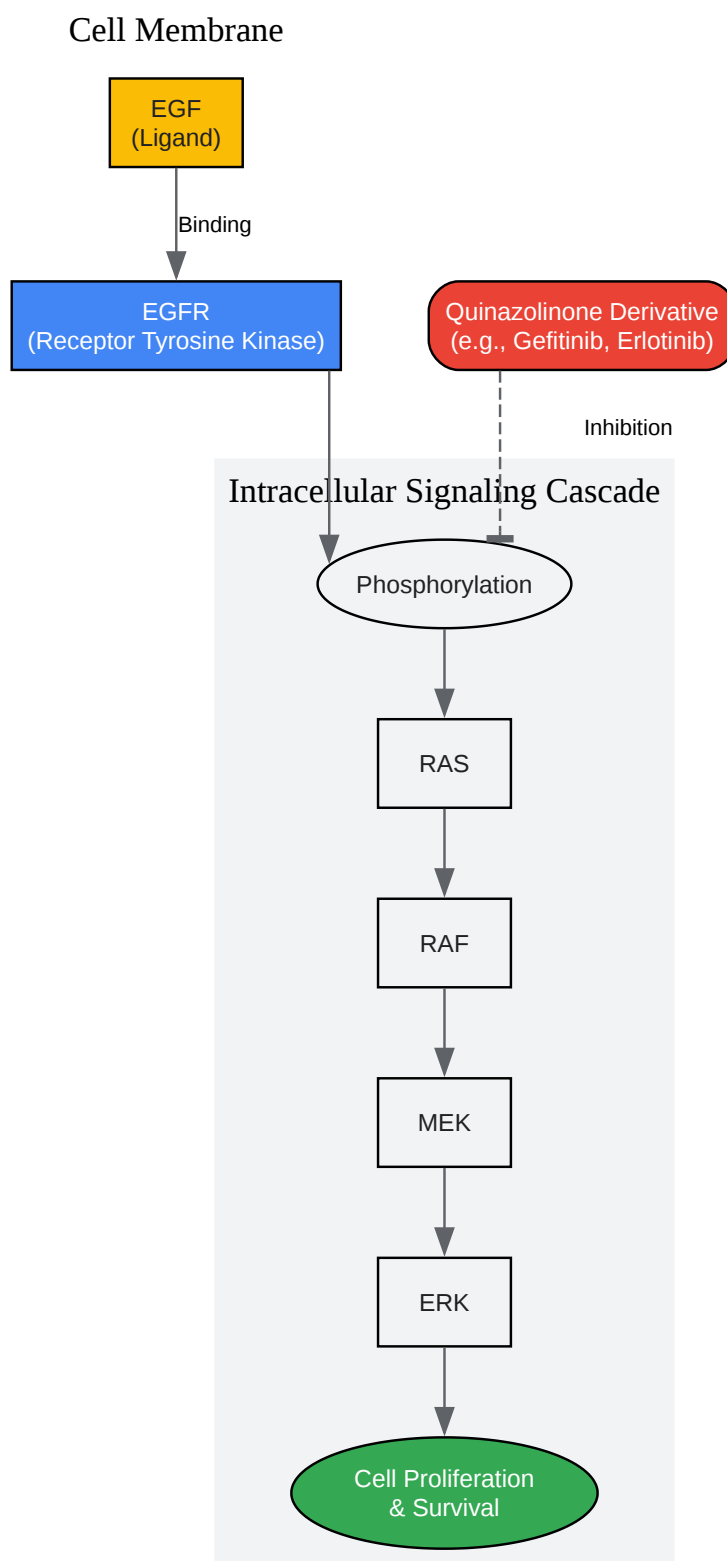 Cell Membrane
EGF
(Ligand)
Binding
EGFR
(Receptor Tyrosine Kinase)
Quinazolinone Derivative
(e.g., Gefitinib, Erlotinib)
Inhibition
Intracellular Signaling Cascade
Phosphorylation
RAS
RAF
MEK
ERK
Cell Proliferation
& Survival